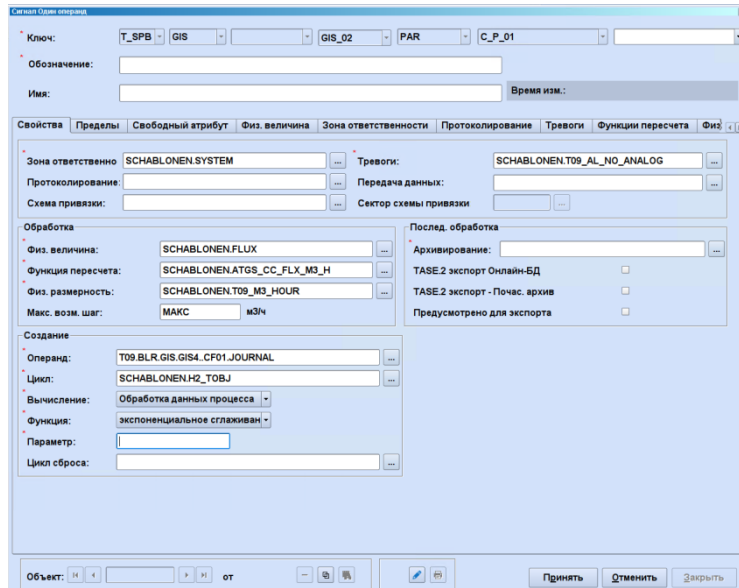 Сигнал Один операнд
* Ключ: T_SPB GIS GIS_02 PAR C_P_01
* Обозначение:
Имя: Время изм.:
Свойства Пределы Свободный атрибут Физ. величина Зона ответственности Протоколирование Тревоги Функции пересчета Физ
* Зона ответственно SCHABLONEN.SYSTEM ... * Тревоги: SCHABLONEN.T09_AL_NO_ANALOG ...
Протоколирование: ... Передача данных: ...
Схема привязки: ... Сектор схемы привязки ...
Обработка Послед. обработка
* Физ. величина: SCHABLONEN.FLUX ... * Архивирование: ...
* Функция пересчета: SCHABLONEN.ATGS_CC_FLX_M3_H ... TASE.2 экспорт Онлайн-БД
* Физ. размерность: SCHABLONEN.T09_M3_HOUR ... TASE.2 экспорт - Почас. архив
Макс. возм. шаг: МАКС м3/ч Предусмотрено для экспорта
Создание
* Операнд: T09.BLR.GIS.GIS4..CF01.JOURNAL ...
* Цикл: SCHABLONEN.H2_TOBJ ...
* Вычисление: Обработка данных процесса
* Функция: экспоненциальное сглаживан
* Параметр:
Цикл сброса: ...
Объект: от Принять Отменить Закрыть